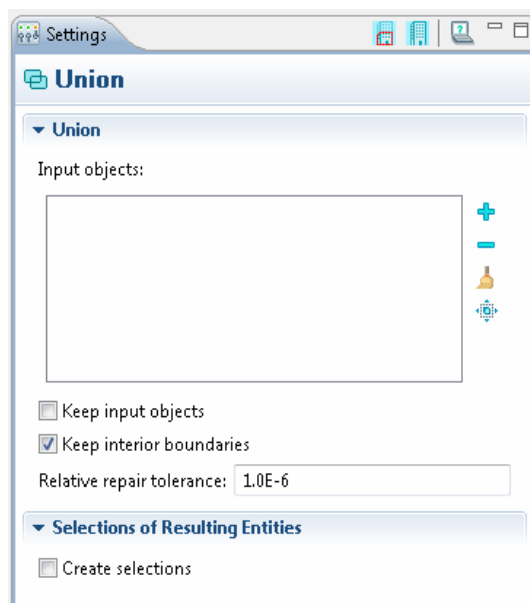 Settings
Union
Union
Input objects:
Keep input objects
Keep interior boundaries
Relative repair tolerance: 1.0E-6
Selections of Resulting Entities
Create selections